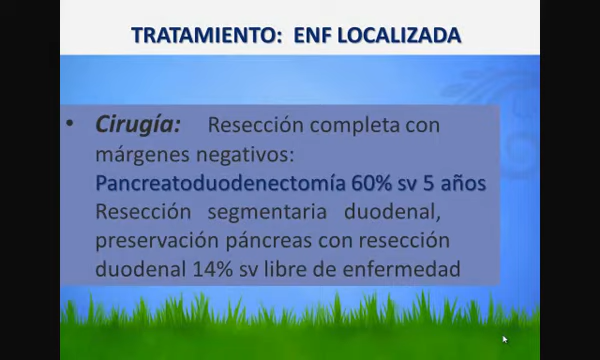 TRATAMIENTO: ENF LOCALIZADA
• Cirugía: Resección completa con
márgenes negativos:
Pancreatoduodenectomía 60% sv 5 años
Resección segmentaria duodenal,
preservación páncreas con resección
duodenal 14% sv libre de enfermedad